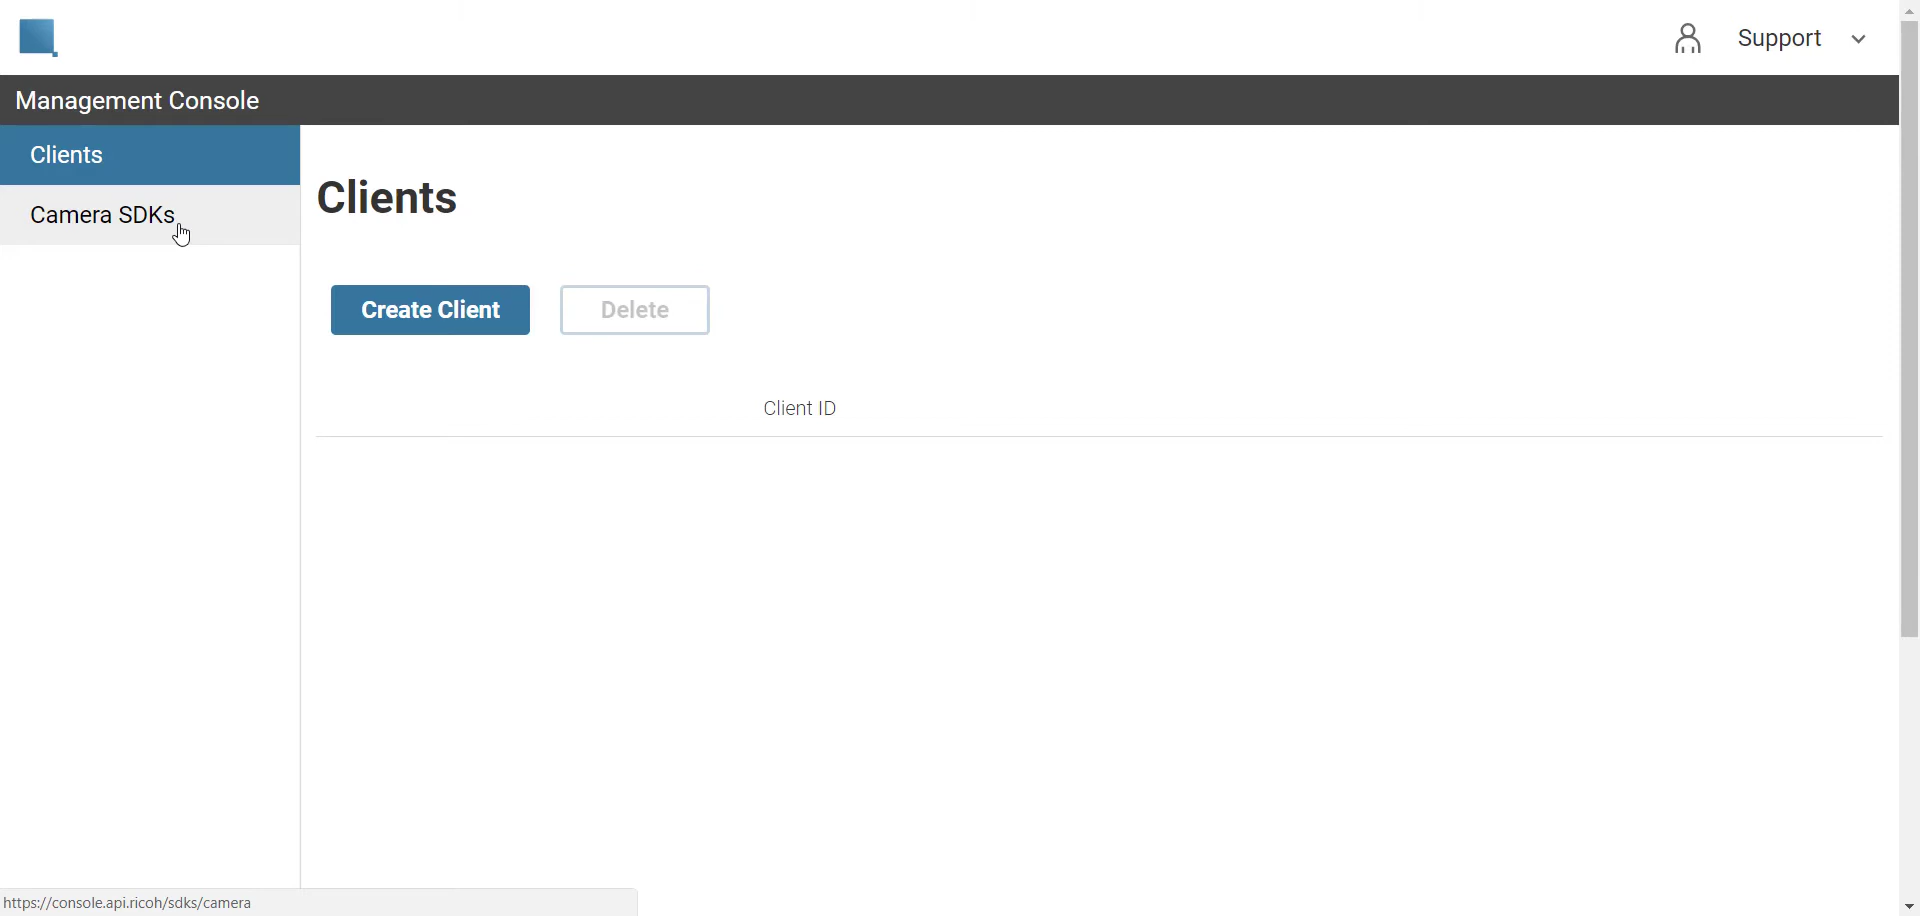 Support
Management Console
Clients
Camera SDKs
Clients
Create Client
Delete
Client ID
https://console.api.ricoh/sdks/camera